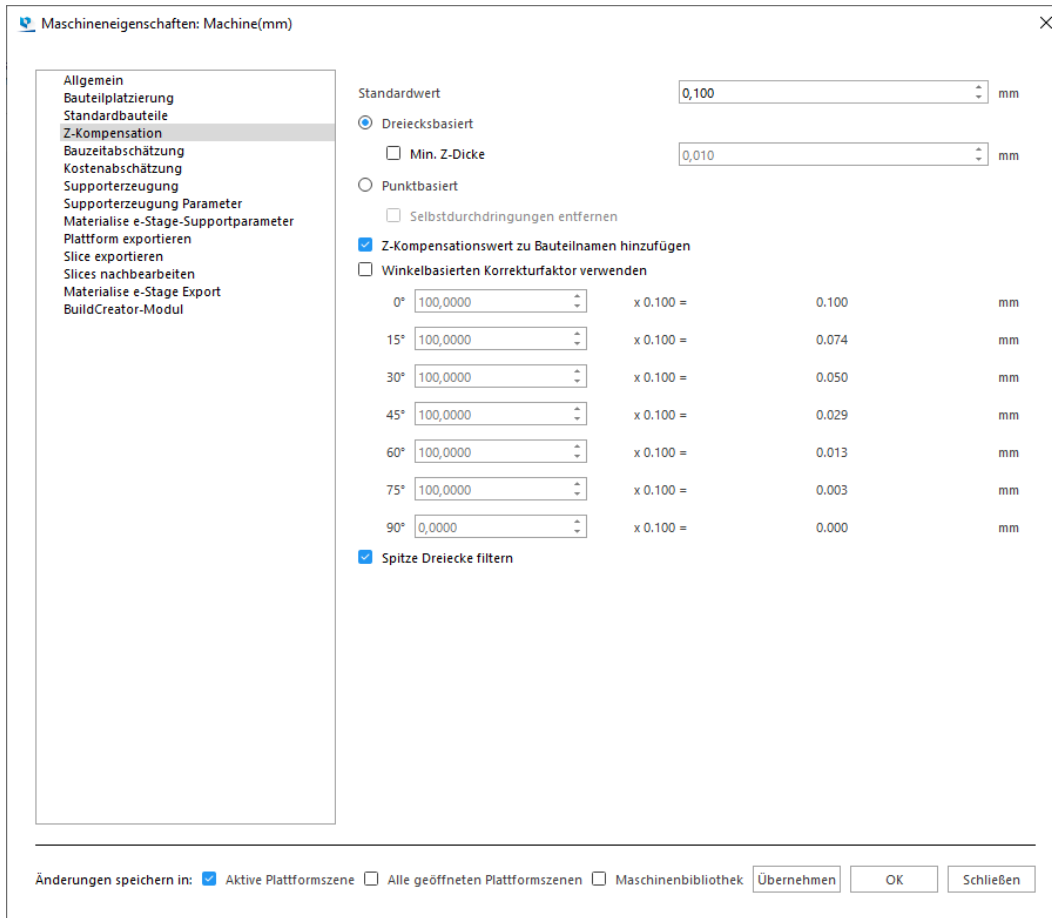 Maschineneigenschaften: Machine(mm)
Allgemein
Bauteilplatzierung
Standardbauteile
Z-Kompensation
Bauzeitabschätzung
Kostenabschätzung
Supporterzeugung
Supporterzeugung Parameter
Materialise e-Stage-Supportparameter
Plattform exportieren
Slice exportieren
Slices nachbearbeiten
Materialise e-Stage Export
BuildCreator-Modul
Standardwert 0,100 mm
Dreiecksbasiert
Min. Z-Dicke 0,010 mm
Punktbasiert
Selbstdurchdringungen entfernen
Z-Kompensationswert zu Bauteilnamen hinzufügen
Winkelbasierten Korrekturfaktor verwenden
0° 100,0000 x 0.100 = 0.100 mm
15° 100,0000 x 0.100 = 0.074 mm
30° 100,0000 x 0.100 = 0.050 mm
45° 100,0000 x 0.100 = 0.029 mm
60° 100,0000 x 0.100 = 0.013 mm
75° 100,0000 x 0.100 = 0.003 mm
90° 0,0000 x 0.100 = 0.000 mm
Spitze Dreiecke filtern
Änderungen speichern in: Aktive Plattformszene Alle geöffneten Plattformszenen Maschinenbibliothek Übernehmen OK Schließen